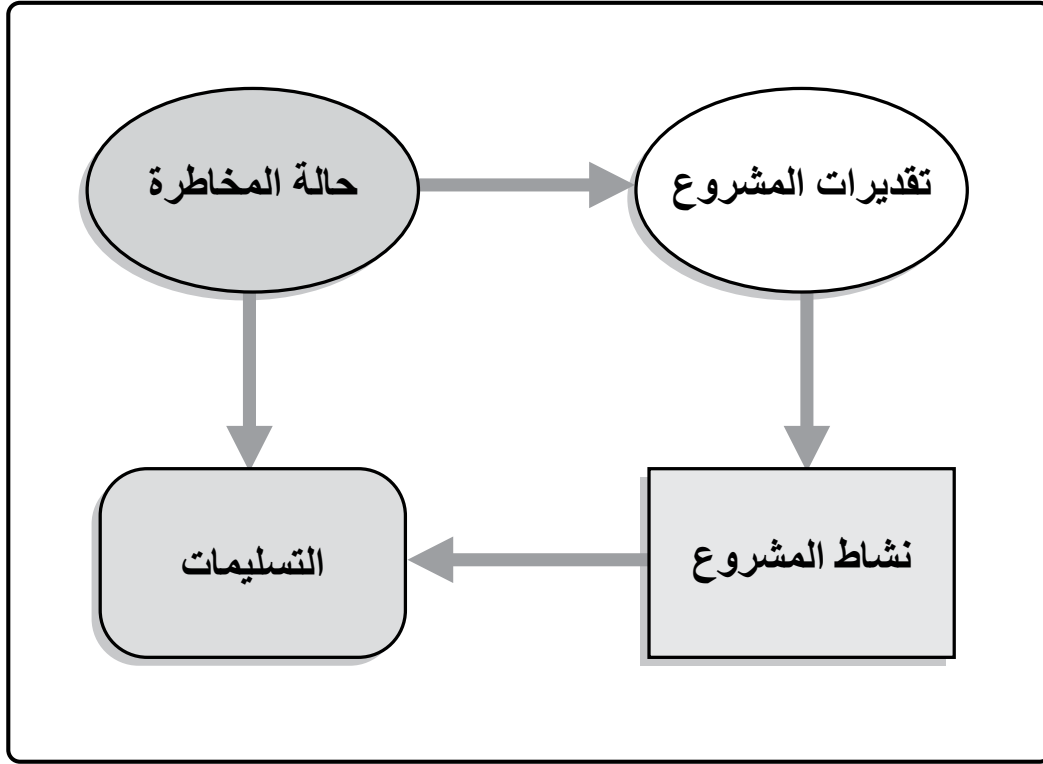 حالة المخاطرة
تقديرات المشروع
نشاط المشروع
التسليمات